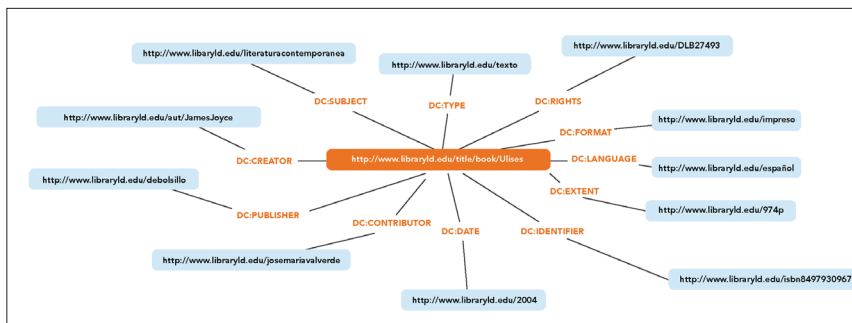 http://www.libaryld.edu/literaturacontemporanea
http://www.libraryld.edu/DLB27493
http://www.libraryld.edu/texto
DC:SUBJECT
DC:TYPE
DC:RIGHTS
http://www.libraryld.edu/aut/JamesJoyce
http://www.libraryld.edu/impreso
DC:FORMAT
DC:CREATOR
http://www.libraryld.edu/title/book/Ulises
DC:LANGUAGE
http://www.libraryld.edu/español
http://www.libraryld.edu/debolsillo
DC:EXTENT
DC:PUBLISHER
DC:CONTRIBUTOR
DC:DATE
DC:IDENTIFIER
http://www.libraryld.edu/974p
http://www.libraryld.edu/josemariavalverde
http://www.libraryld.edu/isbn8497930967
http://www.libraryld.edu/2004